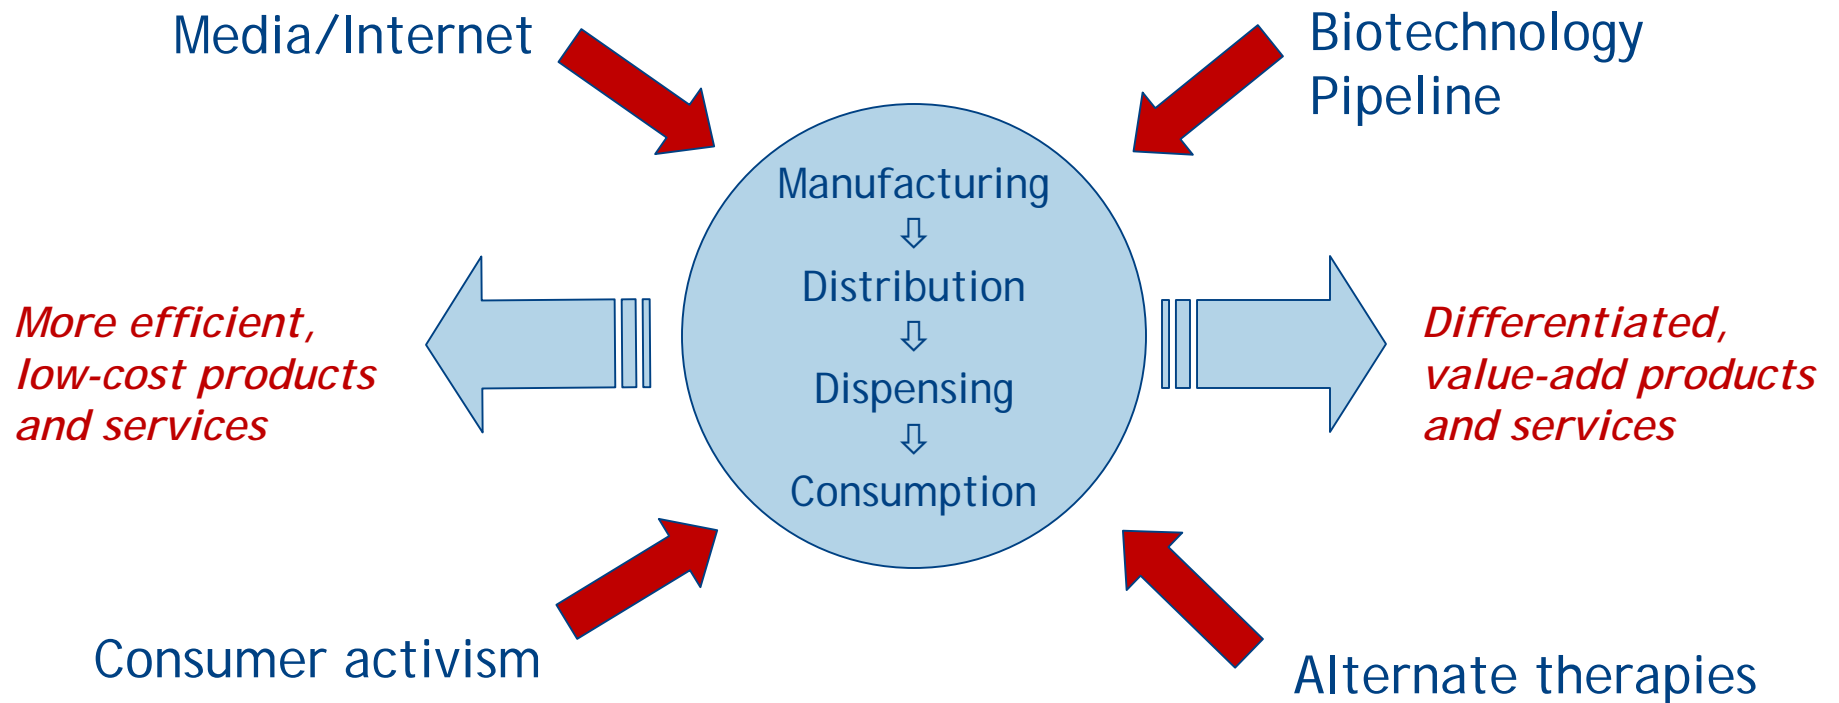 Media/Internet
Biotechnology
Pipeline
Manufacturing
Distribution
Dispensing
Consumption
More efficient,
low-cost products
and services
Differentiated,
value-add products
and services
Consumer activism
Alternate therapies